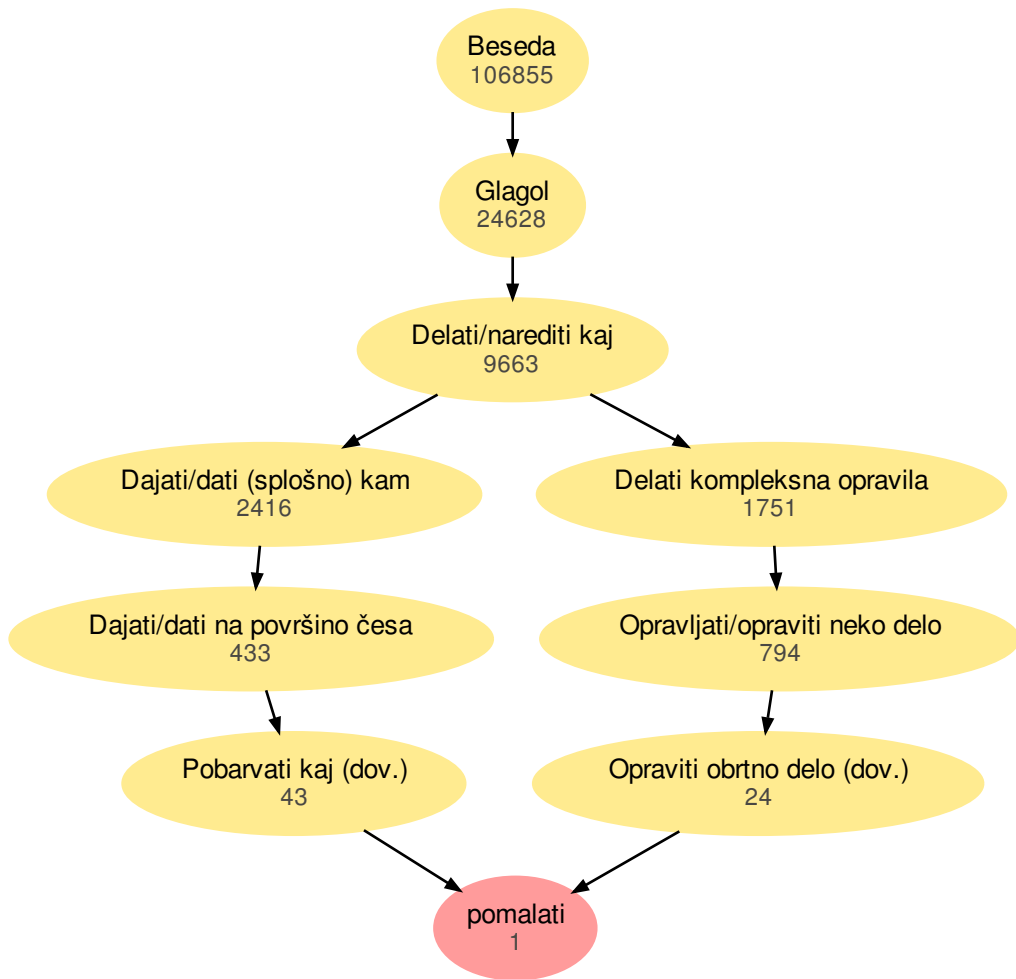 Beseda
106855
Glagol
24628
Delati/narediti kaj
9663
Dajati/dati (splošno) kam
2416
Delati kompleksna opravila
1751
Dajati/dati na površino česa
433
Opravljati/opraviti neko delo
794
Pobarvati kaj (dov.)
43
Opraviti obrtno delo (dov.)
24
pomalati
1